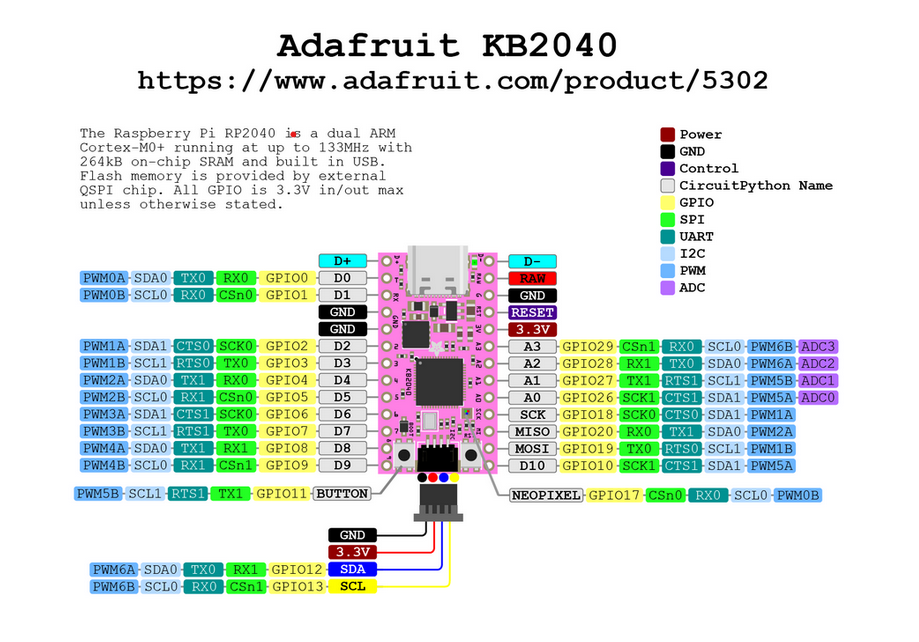 Adafruit KB2040
https://www.adafruit.com/product/5302
The Raspberry Pi RP2040 is a dual ARM
Cortex-M0+ running at up to 133MHz with
264kB on-chip SRAM and built in USB.
Flash memory is provided by external
QSPI chip. All GPIO is 3.3V in/out max
unless otherwise stated.
Power
GND
Control
CircuitPython Name
GPIO
SPI
UART
I2C
PWM
ADC
D+
PWM0A SDA0 TX0 RX0 GPIO0 D0
PWM0B SCL0 RX0 CSn0 GPIO1 D1
GND
GND
PWM1A SDA1 CTS0 SCK0 GPIO2 D2
PWM1B SCL1 RTS0 TX0 GPIO3 D3
PWM2A SDA0 TX1 RX0 GPIO4 D4
PWM2B SCL0 RX1 CSn0 GPIO5 D5
PWM3A SDA1 CTS1 SCK0 GPIO6 D6
PWM3B SCL1 RTS1 TX0 GPIO7 D7
PWM4A SDA0 TX1 RX1 GPIO8 D8
PWM4B SCL0 RX1 CSn1 GPIO9 D9
PWM5B SCL1 RTS1 TX1 GPIO11 BUTTON
KB2040
D-
RAW
GND
RESET
3.3V
A3 GPIO29 CSn1 RX0 SCL0 PWM6B ADC3
A2 GPIO28 RX1 TX0 SDA0 PWM6A ADC2
A1 GPIO27 TX1 RTS1 SCL1 PWM5B ADC1
A0 GPIO26 SCK1 CTS1 SDA1 PWM5A ADC0
SCK GPIO18 SCK0 CTS0 SDA1 PWM1A
MISO GPIO20 RX0 TX1 SDA0 PWM2A
MOSI GPIO19 TX0 RTS0 SCL1 PWM1B
D10 GPIO10 SCK1 CTS1 SDA1 PWM5A
NEOPIXEL GPIO17 CSn0 RX0 SCL0 PWM0B
GND
3.3V
PWM6A SDA0 TX0 RX1 GPIO12 SDA
PWM6B SCL0 RX0 CSn1 GPIO13 SCL